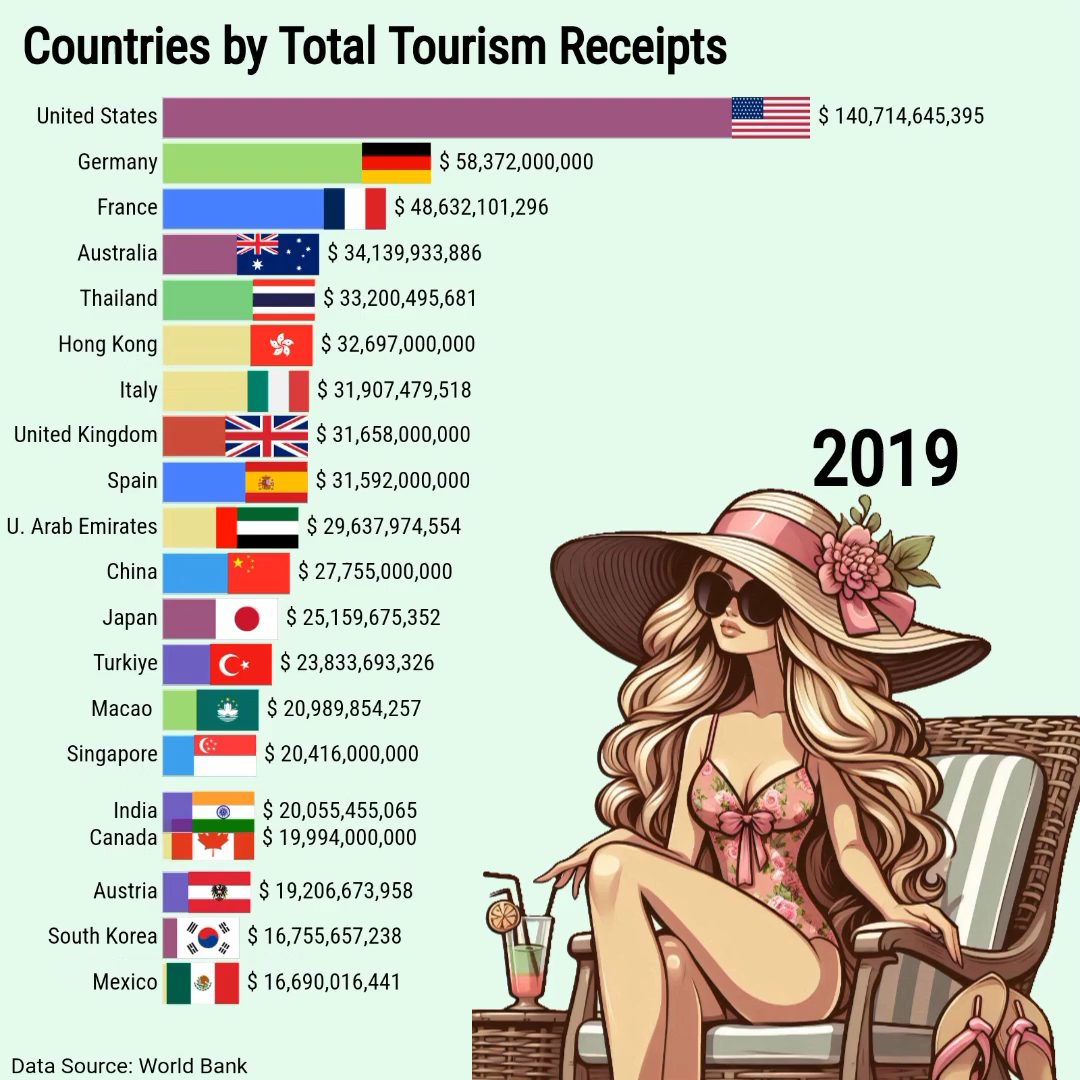 Countries by Total Tourism Receipts
United States $ 140,714,645,395
Germany $ 58,372,000,000
France $ 48,632,101,296
Australia $ 34,139,933,886
Thailand $ 33,200,495,681
Hong Kong $ 32,697,000,000
Italy $ 31,907,479,518
United Kingdom $ 31,658,000,000
2019
Spain $ 31,592,000,000
U. Arab Emirates $ 29,637,974,554
China $ 27,755,000,000
Japan $ 25,159,675,352
Turkiye $ 23,833,693,326
Macao $ 20,989,854,257
Singapore $ 20,416,000,000
India $ 20,055,455,065
Canada $ 19,994,000,000
Austria $ 19,206,673,958
South Korea $ 16,755,657,238
Mexico $ 16,690,016,441
Data Source: World Bank